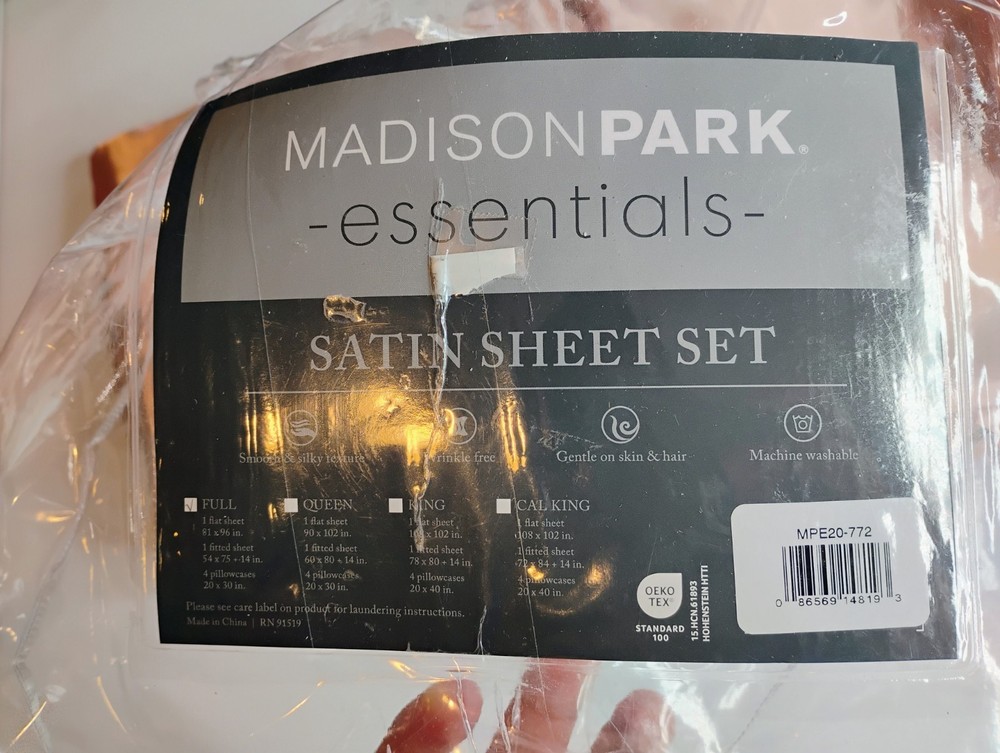 MADISONPARK®
-essentials-
SATIN SHEET SET
Smooth & silky texture
Wrinkle free
Gentle on skin & hair
Machine washable
FULL
1 flat sheet
81 x 96 in.
1 fitted sheet
54 x 75 + 14 in.
4 pillowcases
20 x 30 in.
QUEEN
1 flat sheet
90 x 102 in.
1 fitted sheet
60 x 80 + 14 in.
4 pillowcases
20 x 30 in.
KING
1 flat sheet
x 102 in.
1 fitted sheet
78 x 80 + 14 in.
4 pillowcases
20 x 40 in.
CAL KING
1 flat sheet
108 x 102 in.
1 fitted sheet
72 x 84 + 14 in.
4 pillowcases
20 x 40 in.
Please see care label on product for laundering instructions.
Made in China | RN 91519
OEKO
TEX®
STANDARD
100
15.HCN.61893
HOHENSTEIN HTTI
MPE20-772
0 86569 14819 3